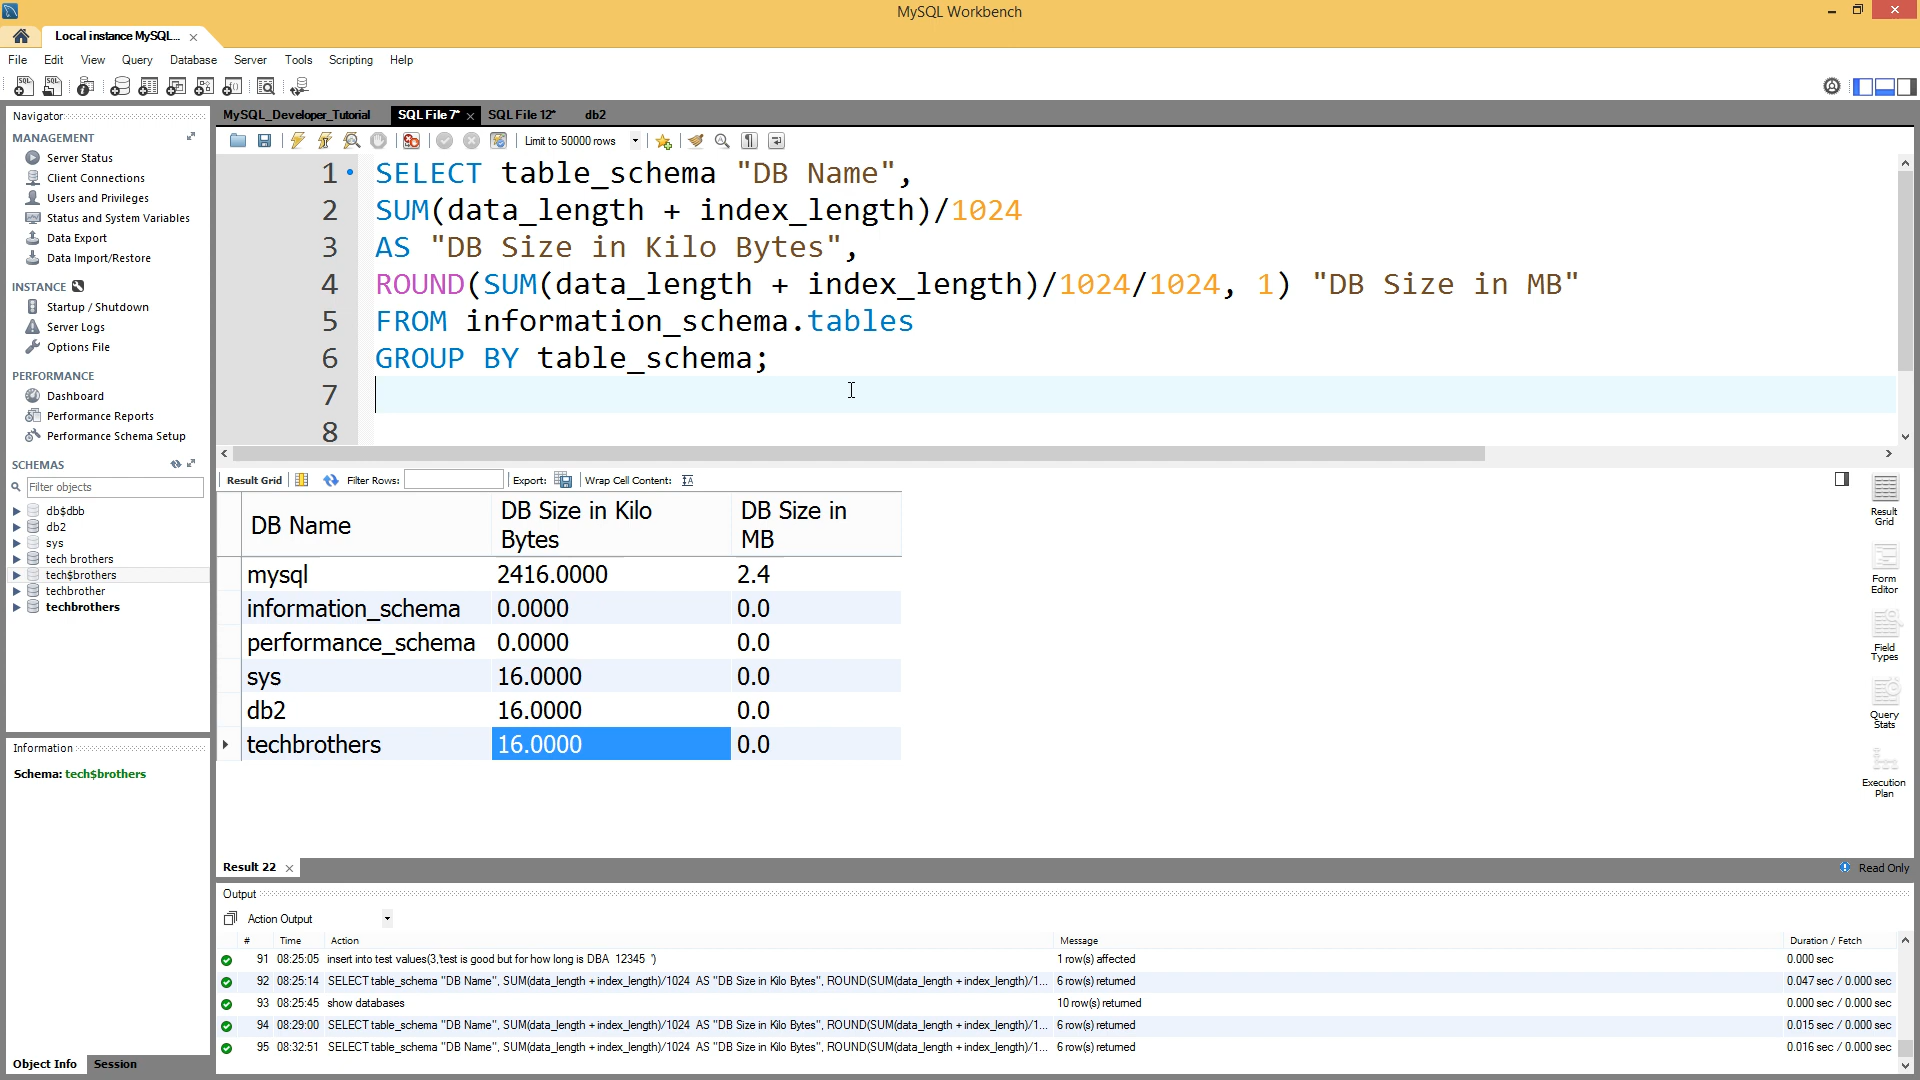 MySQL Workbench
Local instance MySQL...
File Edit View Query Database Server Tools Scripting Help
Navigator
MANAGEMENT
Server Status
Client Connections
Users and Privileges
Status and System Variables
Data Export
Data Import/Restore
INSTANCE
Startup / Shutdown
Server Logs
Options File
PERFORMANCE
Dashboard
Performance Reports
Performance Schema Setup
SCHEMAS
Filter objects
db$dbb
db2
sys
tech brothers
tech$brothers
techbrother
techbrothers
Information
Schema: tech$brothers
Object Info Session
MySQL_Developer_Tutorial SQL File 7* SQL File 12* db2
Limit to 50000 rows
1 SELECT table_schema "DB Name",
2 SUM(data_length + index_length)/1024
3 AS "DB Size in Kilo Bytes",
4 ROUND(SUM(data_length + index_length)/1024/1024, 1) "DB Size in MB"
5 FROM information_schema.tables
6 GROUP BY table_schema;
7
8
Result Grid Filter Rows: Export: Wrap Cell Content:
DB Name DB Size in Kilo Bytes DB Size in MB
mysql 2416.0000 2.4
information_schema 0.0000 0.0
performance_schema 0.0000 0.0
sys 16.0000 0.0
db2 16.0000 0.0
techbrothers 16.0000 0.0
Result Grid
Form Editor
Field Types
Query Stats
Execution Plan
Result 22 Read Only
Output
Action Output
# Time Action Message Duration / Fetch
91 08:25:05 insert into test values(3,'test is good but for how long is DBA 12345 ') 1 row(s) affected 0.000 sec
92 08:25:14 SELECT table_schema "DB Name", SUM(data_length + index_length)/1024 AS "DB Size in Kilo Bytes", ROUND(SUM(data_length + index_length)/1... 6 row(s) returned 0.047 sec / 0.000 sec
93 08:25:45 show databases 10 row(s) returned 0.000 sec / 0.000 sec
94 08:29:00 SELECT table_schema "DB Name", SUM(data_length + index_length)/1024 AS "DB Size in Kilo Bytes", ROUND(SUM(data_length + index_length)/1... 6 row(s) returned 0.015 sec / 0.000 sec
95 08:32:51 SELECT table_schema "DB Name", SUM(data_length + index_length)/1024 AS "DB Size in Kilo Bytes", ROUND(SUM(data_length + index_length)/1... 6 row(s) returned 0.016 sec / 0.000 sec